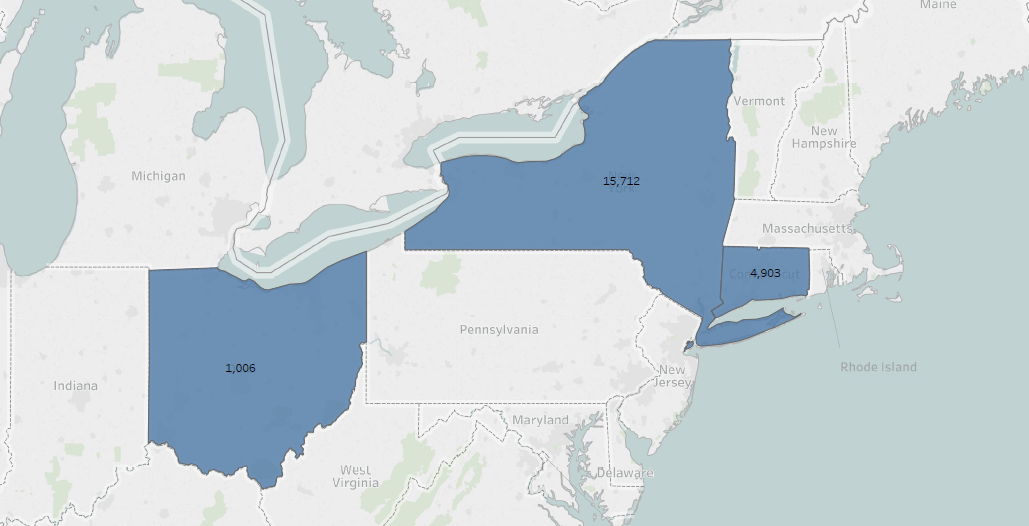 Maine
Vermont
New
Hampshire
Michigan
15,712
Massachusetts
4,903
Pennsylvania
1,006
Rhode Island
Indiana
New
Jersey
Maryland
West
Virginia
Delaware